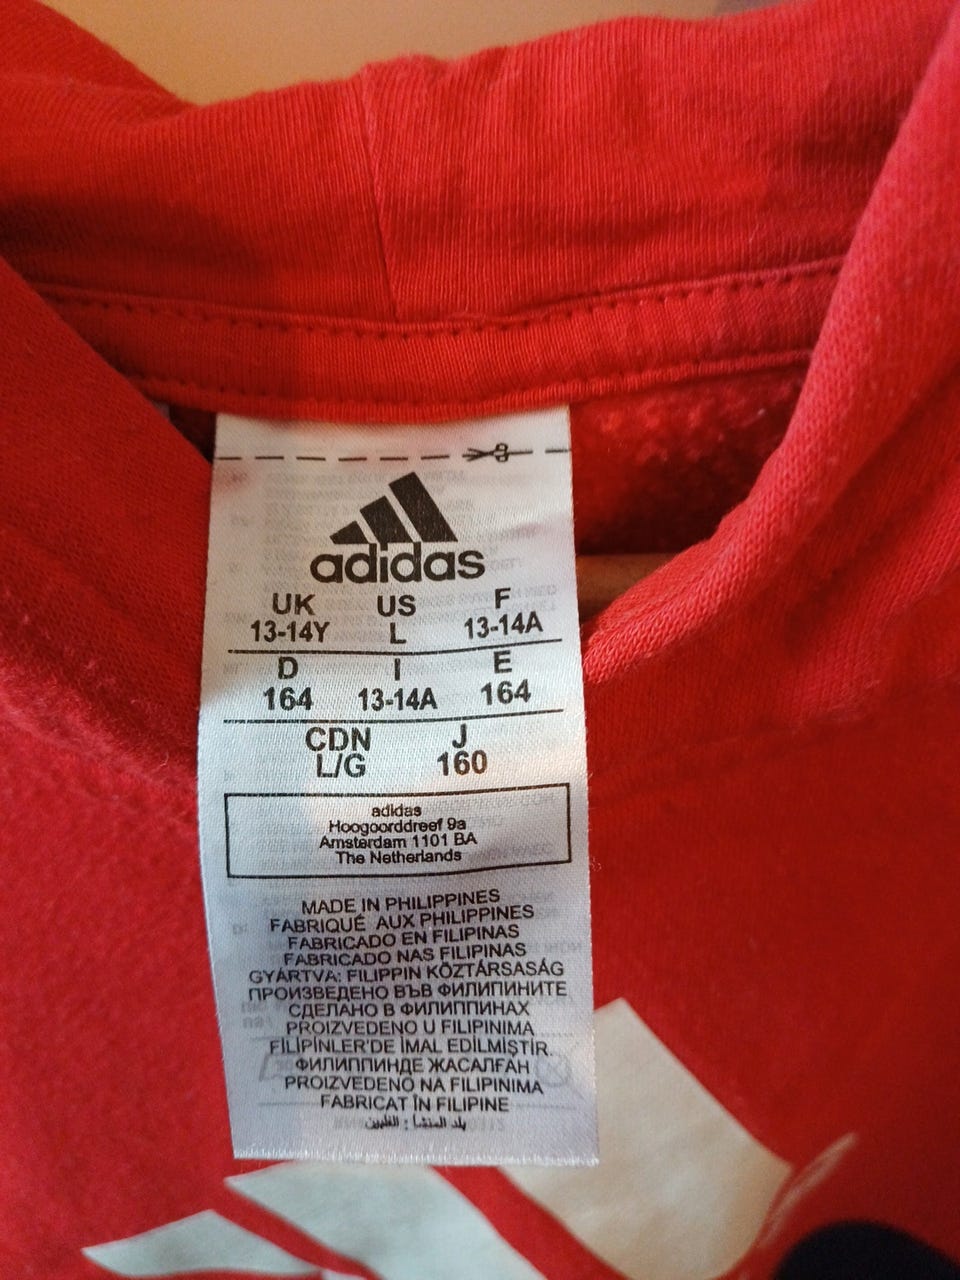 adidas
UK US F
13-14Y L 13-14A
D I E
164 13-14A 164
CDN J
L/G 160
adidas
Hoogoorddreef 9a
Amsterdam 1101 BA
The Netherlands
MADE IN PHILIPPINES
FABRIQUÉ AUX PHILIPPINES
FABRICADO EN FILIPINAS
FABRICADO NAS FILIPINAS
GYÁRTVA: FILIPPIN KÖZTÁRSASÁG
ПРОИЗВЕДЕНО ВЪВ ФИЛИПИНИТЕ
СДЕЛАНО В ФИЛИППИНАХ
PROIZVEDENO U FILIPINIMA
FİLİPİNLER'DE İMAL EDİLMİŞTİR.
ФИЛИППИНДЕ ЖАСАЛҒАН
PROIZVEDENO NA FILIPINIMA
FABRICAT ÎN FILIPINE
بلد المنشأ : الفلبين